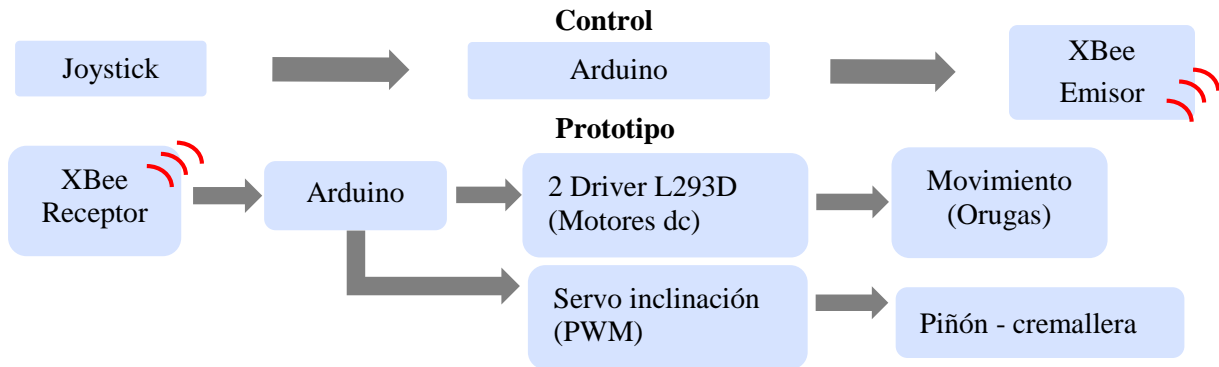 Control
Joystick
Arduino
XBee
Emisor
Prototipo
XBee
Receptor
Arduino
2 Driver L293D
(Motores dc)
Movimiento
(Orugas)
Servo inclinación
(PWM)
Piñón - cremallera